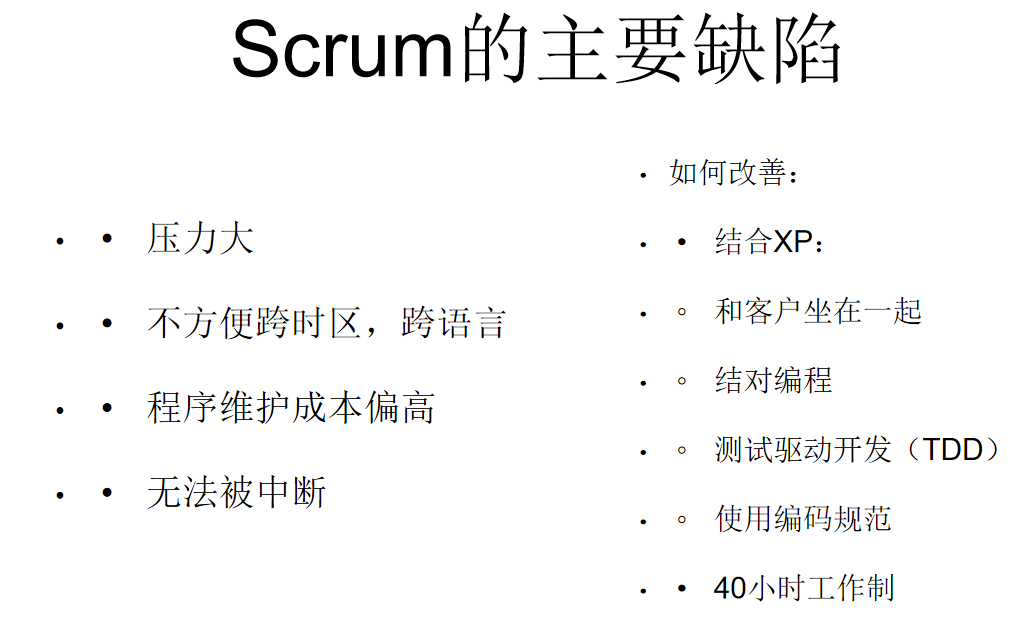 Scrum的主要缺陷
• • 压力大
• • 不方便跨时区，跨语言
• • 程序维护成本偏高
• • 无法被中断
• 如何改善：
• • 结合XP：
• ◦ 和客户坐在一起
• ◦ 结对编程
• ◦ 测试驱动开发（TDD）
• ◦ 使用编码规范
• • 40小时工作制